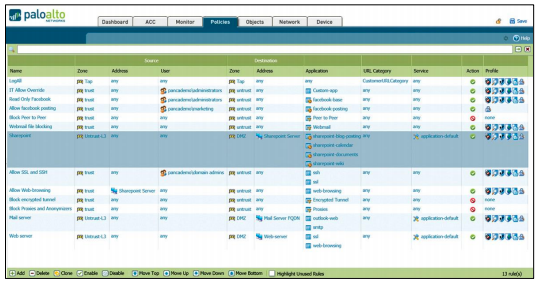 paloalto
NETWORKS
Dashboard ACC Monitor Policies Objects Network Device Save
Help
Source Destination
Name Zone Address User Zone Address Application URL Category Service Action Profile
LogAll Tap any any Tap any any CustomerURLCategory any
IT Allow Override trust any pancademo\administrators untrust any Custom-app any any
Read Only Facebook trust any pancademo\administrators untrust any facebook-base any any
Allow facebook posting trust any pancademo\marketing untrust any facebook-posting any any
Block Peer to Peer trust any any untrust any Peer to Peer any any none
Webmail file blocking trust any any untrust any Webmail any any
Sharepoint Untrust-L3 any any DMZ Sharepoint Server sharepoint-blog-posting any application-default
sharepoint-calendar
sharepoint-documents
sharepoint-wiki
Allow SSL and SSH trust any pancademo\domain admins untrust any ssh any any
ssl
Allow Web-browsing trust Sharepoint Server any untrust any web-browsing any any
Block encrypted tunnel trust any any untrust any Encrypted Tunnel any any none
Block Proxies and Anonymizers trust any any untrust any Proxies any any none
Mail server Untrust-L3 any any DMZ Mail Server FQDN outlook-web any application-default
smtp
Web server Untrust-L3 any any DMZ Web-server ssl any application-default
web-browsing
Add Delete Clone Enable Disable Move Top Move Up Move Down Move Bottom Highlight Unused Rules 13 rule(s)